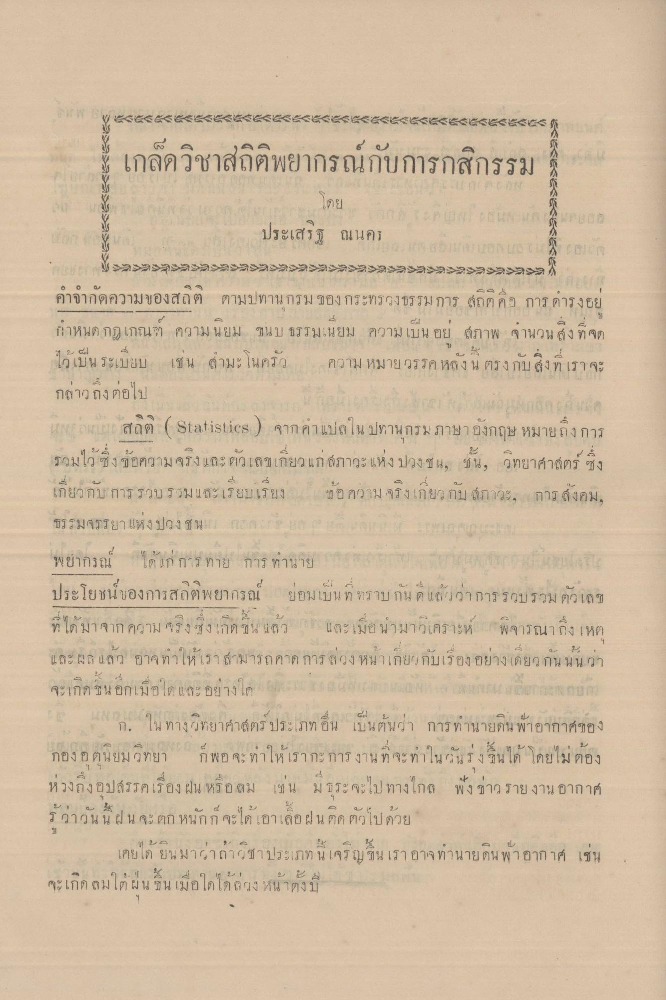 เกล็ดวิชาสถิติพยากรณ์กับการกสิกรรม
โดย
ประเสริฐ ณนคร
คำจำกัดความของสถิติ ตามปทานุกรมของกระทรวงธรรมการ สถิติคือ การดำรงอยู่
กำหนดกฎเกณฑ์ ความนิยม ขนบธรรมเนียม ความเป็นอยู่ สภาพ จำนวนสิ่งที่จด
ไว้เป็นระเบียบ เช่น สำมะโนครัว ความหมายวรรคหลังนี้ตรงกับสิ่งที่เราจะ
กล่าวถึงต่อไป
สถิติ (Statistics) จากคำแปลในปทานุกรมภาษาอังกฤษหมายถึงการ
รวมไว้ซึ่งข้อความจริงและตัวเลขเกี่ยวแก่สภาวะแห่งปวงชน, ชั้น, วิทยาศาสตร์ซึ่ง
เกี่ยวกับการรวบรวมและเรียบเรียง ข้อความจริงเกี่ยวกับสภาวะ, การสังคม,
ธรรมจรรยาแห่งปวงชน
พยากรณ์ ได้แก่การทาย การทำนาย
ประโยชน์ของการสถิติพยากรณ์ ย่อมเป็นที่ทราบกันดีแล้วว่าการรวบรวมตัวเลข
ที่ได้มาจากความจริงซึ่งเกิดขึ้นแล้ว และเมื่อนำมาวิเคราะห์ พิจารณาถึงเหตุ
และผลแล้ว อาจทำให้เราสามารถคาดการล่วงหน้าเกี่ยวกับเรื่องอย่างเดียวกันนั้นว่า
จะเกิดขึ้นอีกเมื่อใดและอย่างใด
ก. ในทางวิทยาศาสตร์ประเภทอื่น เป็นต้นว่า การทำนายดินฟ้าอากาศของ
กองอุตุนิยมวิทยา ก็พอจะทำให้เรากะการงานที่จะทำในวันรุ่งขึ้นได้ โดยไม่ต้อง
ห่วงถึงอุปสรรคเรื่องฝนหรือลม เช่น มีธุระจะไปทางไกล ฟังข่าวรายงานอากาศ
รู้ว่าวันนี้ฝนจะตกหนักก็จะได้เอาเสื้อฝนติดตัวไปด้วย
เคยได้ยินมาว่าถ้าวิชาประเภทนี้เจริญขึ้นเราอาจทำนายดินฟ้าอากาศ เช่น
จะเกิดลมใต้ฝุ่นขึ้นเมื่อใดได้ล่วงหน้าตั้งปี